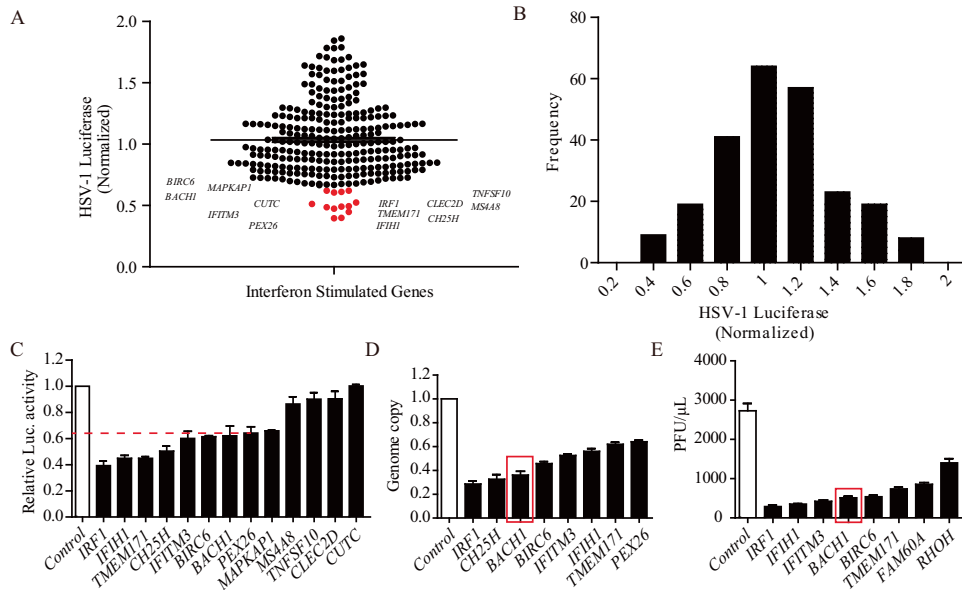 A
HSV-1 Luciferase
(Normalized)
2.0
1.5
1.0
0.5
0.0
BIRC6
BACH1
MAPKAP1
IFITM3
CUTC
PEX26
IRF1
TMEM171
IFIH1
CLEC2D
CH25H
TNFSF10
MS4A8
Interferon Stimulated Genes
B
Frequency
80
60
40
20
0
0.2
0.4
0.6
0.8
1
1.2
1.4
1.6
1.8
2
HSV-1 Luciferase
(Normalized)
C
Relative Luc. activity
1.2
1.0
0.8
0.6
0.4
0.2
0.0
Control
IRF1
IFIH1
TMEM171
CH25H
IFITM3
BIRC6
BACH1
PEX26
MAPKAP1
MS4A8
TNFSF10
CLEC2D
CUTC
D
Genome copy
1.2
1.0
0.8
0.6
0.4
0.2
0.0
Control
IRF1
CH25H
BACH1
BIRC6
IFITM3
IFIH1
TMEM171
PEX26
E
PFU/μL
4000
3000
2000
1000
0
Control
IRF1
IFIH1
IFITM3
BACH1
BIRC6
TMEM171
FAM60A
RHOH